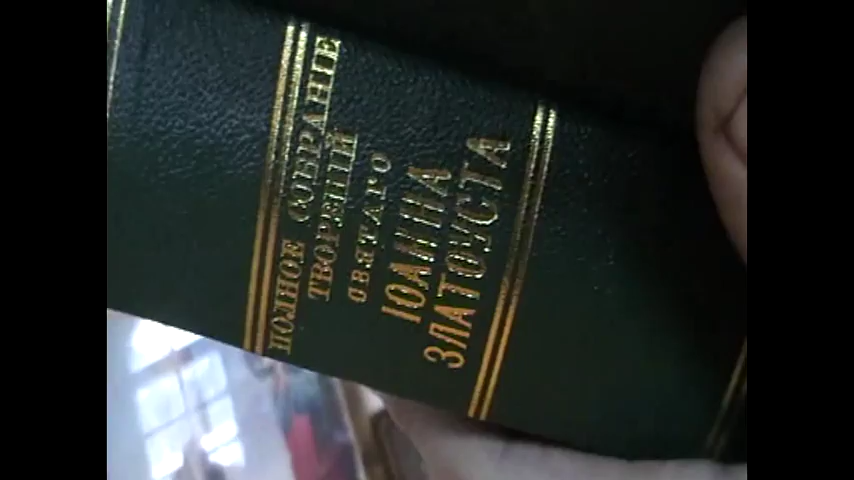 ПОЛНОЕ СОБРАНІЕ
ТВОРЕНІЙ
СВЯТАГО
ІОАННА
ЗЛАТОУСТА